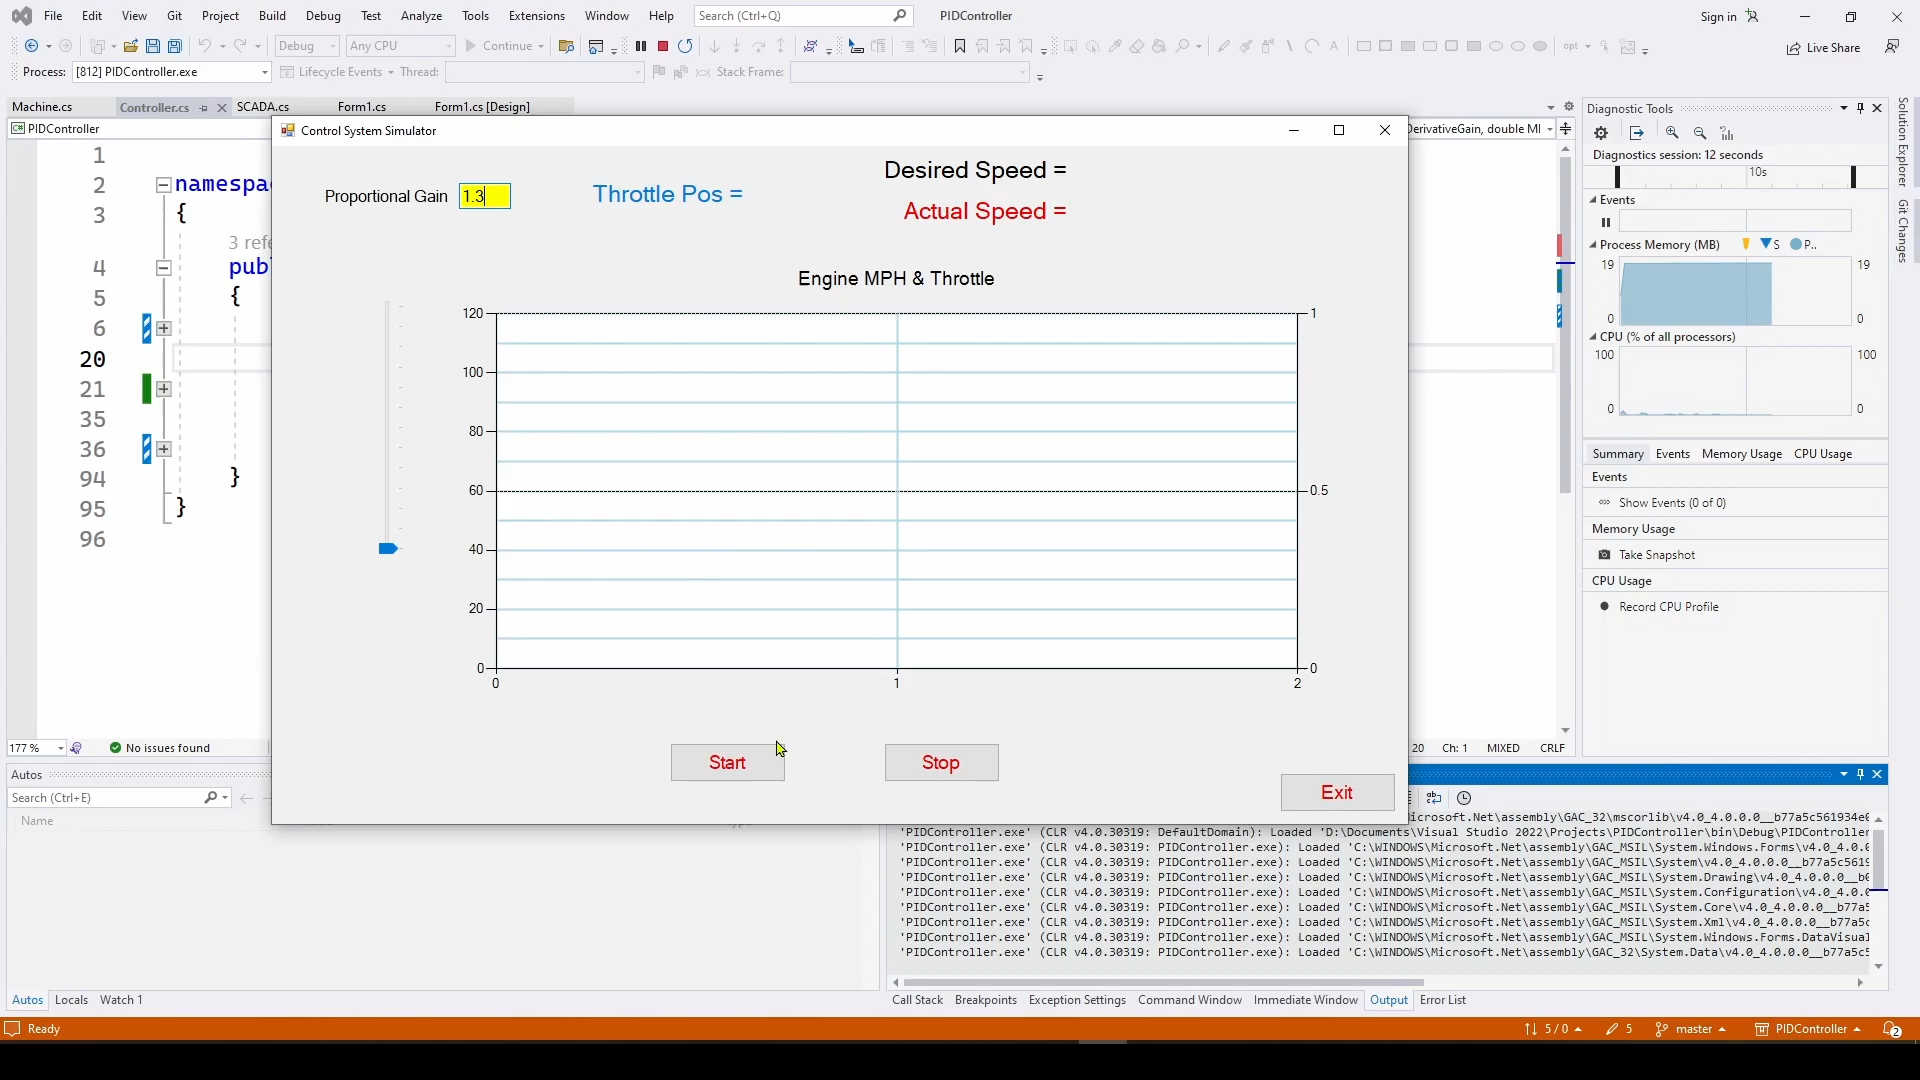 File Edit View Git Project Build Debug Test Analyze Tools Extensions Window Help Search (Ctrl+Q) PIDController Sign in
Debug Any CPU Continue opt Live Share
Process: [812] PIDController.exe Lifecycle Events Thread: Stack Frame:
Machine.cs Controller.cs SCADA.cs Form1.cs Form1.cs [Design]
PIDController
DerivativeGain, double MI
1
2 namespa
3 {
3 refe
4 publ
5 {
6
20
21
35
36
94 }
95 }
96
177 % No issues found
20 Ch: 1 MIXED CRLF
Control System Simulator
Proportional Gain 1.3
Throttle Pos =
Desired Speed =
Actual Speed =
Engine MPH & Throttle
120
100
80
60
40
20
0
1
0.5
0
0 1 2
Start Stop
Exit
Diagnostic Tools
Diagnostics session: 12 seconds
10s
Events
Process Memory (MB) S P..
19 19
0 0
CPU (% of all processors)
100 100
0 0
Summary Events Memory Usage CPU Usage
Events
Show Events (0 of 0)
Memory Usage
Take Snapshot
CPU Usage
Record CPU Profile
Solution Explorer
Git Changes
Autos
Search (Ctrl+E)
Name
icrosoft.Net\assembly\GAC_32\mscorlib\v4.0_4.0.0.0__b77a5c561934e0
'PIDController.exe' (CLR v4.0.30319: DefaultDomain): Loaded 'D:\Documents\Visual Studio 2022\Projects\PIDController\bin\Debug\PIDController
'PIDController.exe' (CLR v4.0.30319: PIDController.exe): Loaded 'C:\WINDOWS\Microsoft.Net\assembly\GAC_MSIL\System.Windows.Forms\v4.0_4.0.0
'PIDController.exe' (CLR v4.0.30319: PIDController.exe): Loaded 'C:\WINDOWS\Microsoft.Net\assembly\GAC_MSIL\System\v4.0_4.0.0.0__b77a5c5619
'PIDController.exe' (CLR v4.0.30319: PIDController.exe): Loaded 'C:\WINDOWS\Microsoft.Net\assembly\GAC_MSIL\System.Drawing\v4.0_4.0.0.0__b0
'PIDController.exe' (CLR v4.0.30319: PIDController.exe): Loaded 'C:\WINDOWS\Microsoft.Net\assembly\GAC_MSIL\System.Configuration\v4.0_4.0.0
'PIDController.exe' (CLR v4.0.30319: PIDController.exe): Loaded 'C:\WINDOWS\Microsoft.Net\assembly\GAC_MSIL\System.Core\v4.0_4.0.0.0__b77a5
'PIDController.exe' (CLR v4.0.30319: PIDController.exe): Loaded 'C:\WINDOWS\Microsoft.Net\assembly\GAC_MSIL\System.Xml\v4.0_4.0.0.0__b77a5c
'PIDController.exe' (CLR v4.0.30319: PIDController.exe): Loaded 'C:\WINDOWS\Microsoft.Net\assembly\GAC_MSIL\System.Windows.Forms.DataVisual
'PIDController.exe' (CLR v4.0.30319: PIDController.exe): Loaded 'C:\WINDOWS\Microsoft.Net\assembly\GAC_32\System.Data\v4.0_4.0.0.0__b77a5c5
Autos Locals Watch 1
Call Stack Breakpoints Exception Settings Command Window Immediate Window Output Error List
Ready 5 / 0 5 master PIDController 2